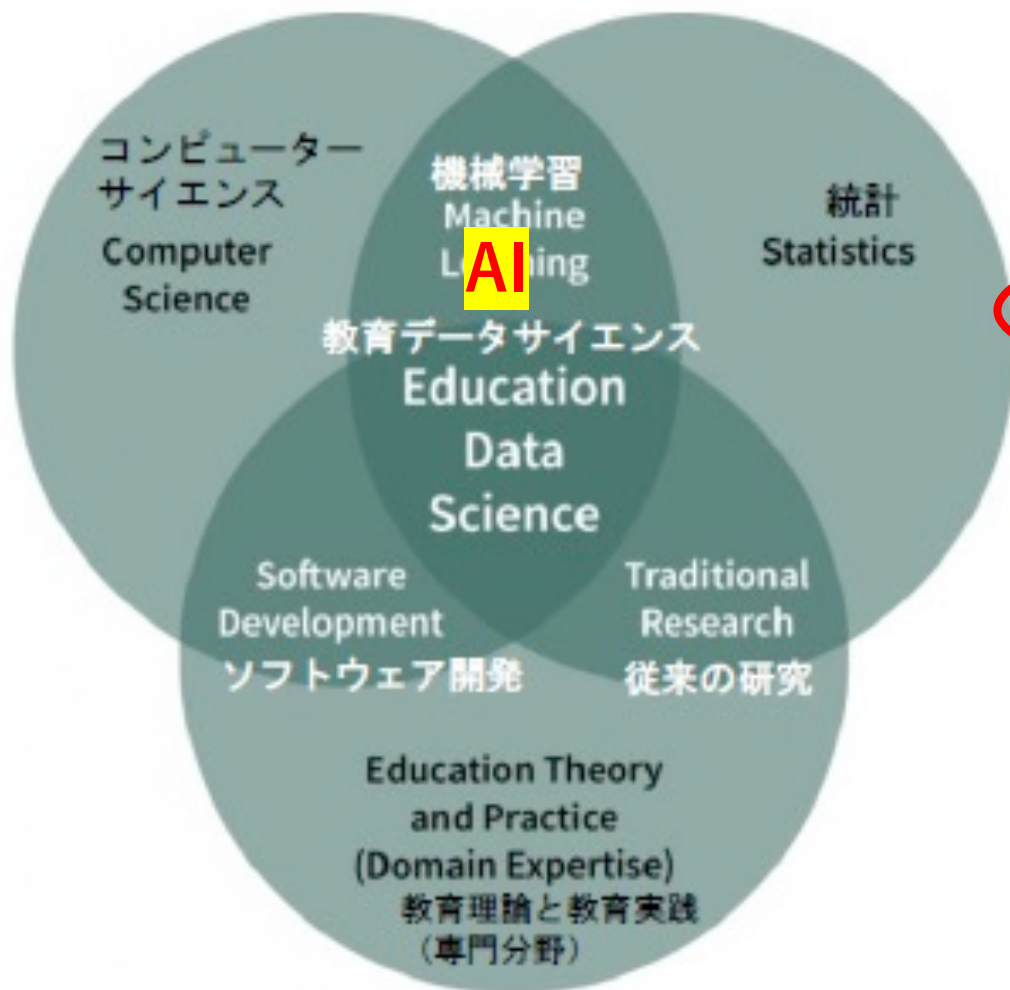 コンピューター
サイエンス
Computer
Science
機械学習
Machine
AI
統計
Statistics
教育データサイエンス
Education
Data
Science
Software
Development
ソフトウェア開発
Traditional
Research
従来の研究
Education Theory
and Practice
(Domain Expertise)
教育理論と教育実践
（専門分野）